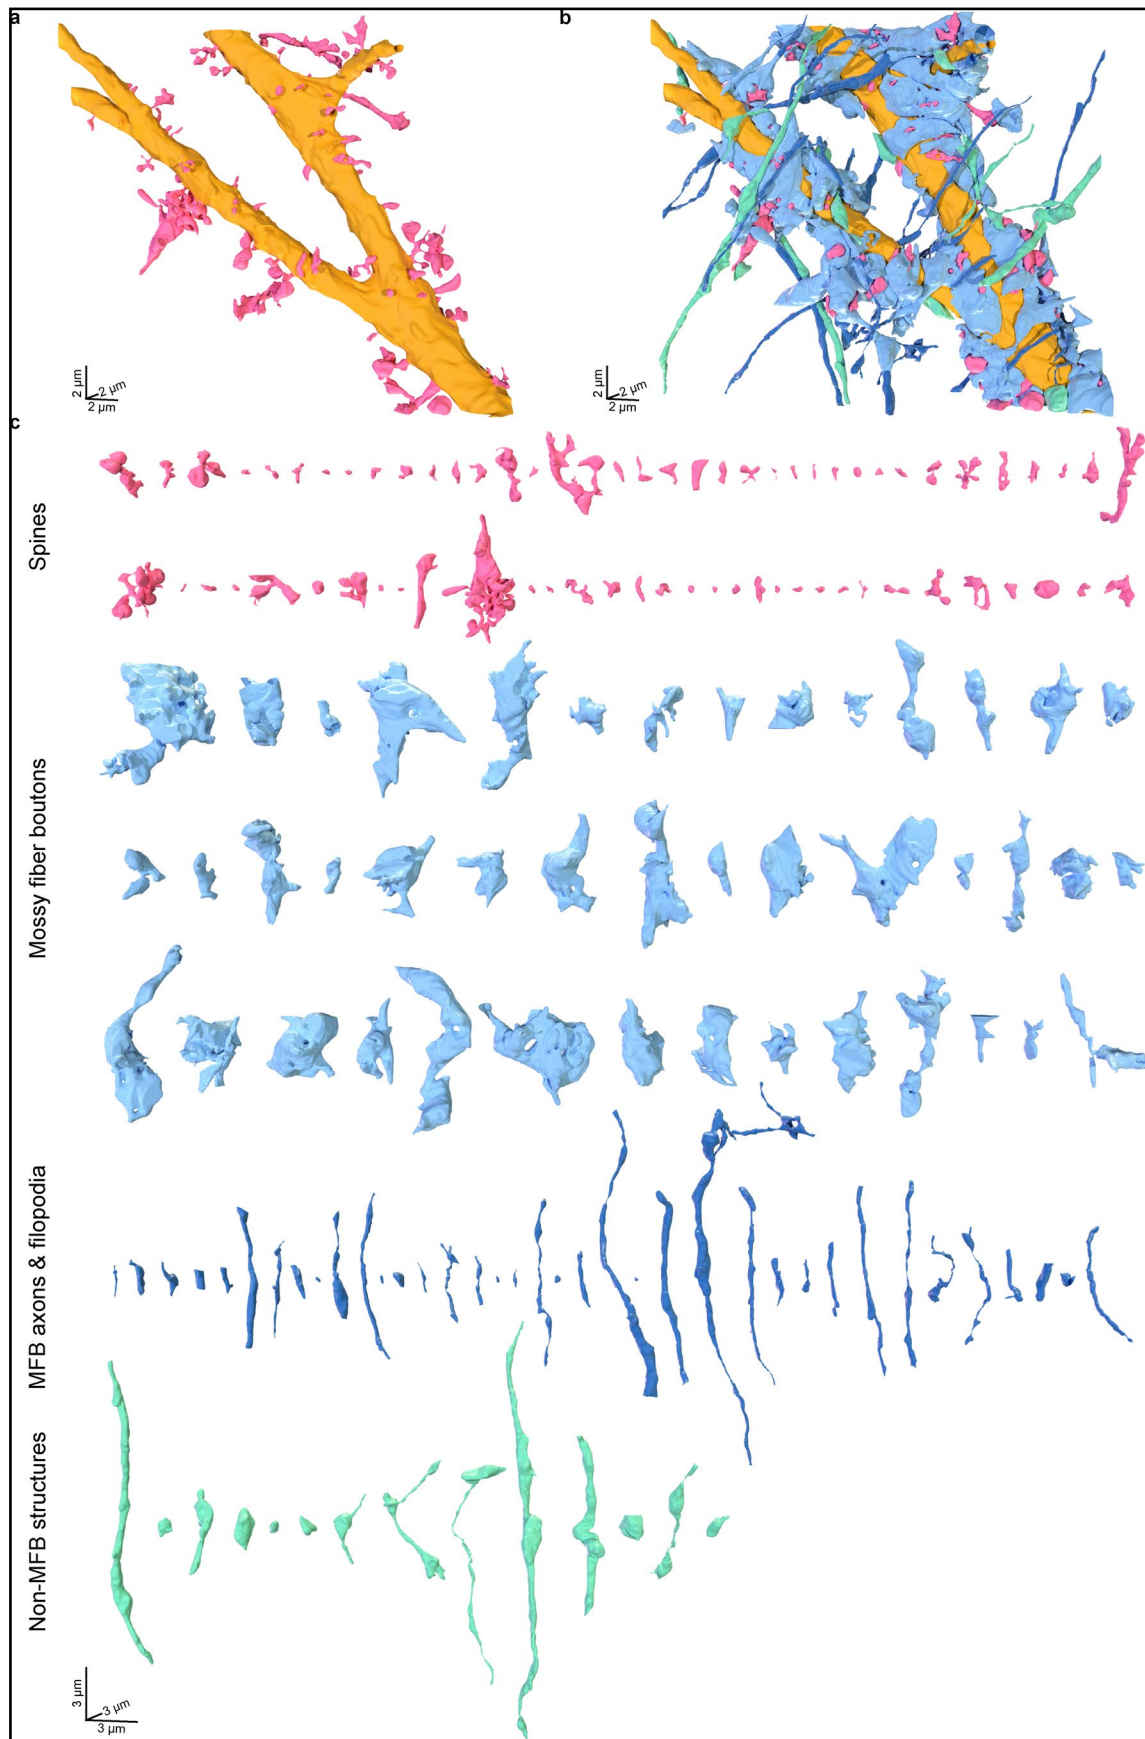 a
b
2 µm
2 µm
2 µm
2 µm
2 µm
2 µm
c
Spines
Mossy fiber boutons
MFB axons & filopodia
Non-MFB structures
3 µm
3 µm
3 µm